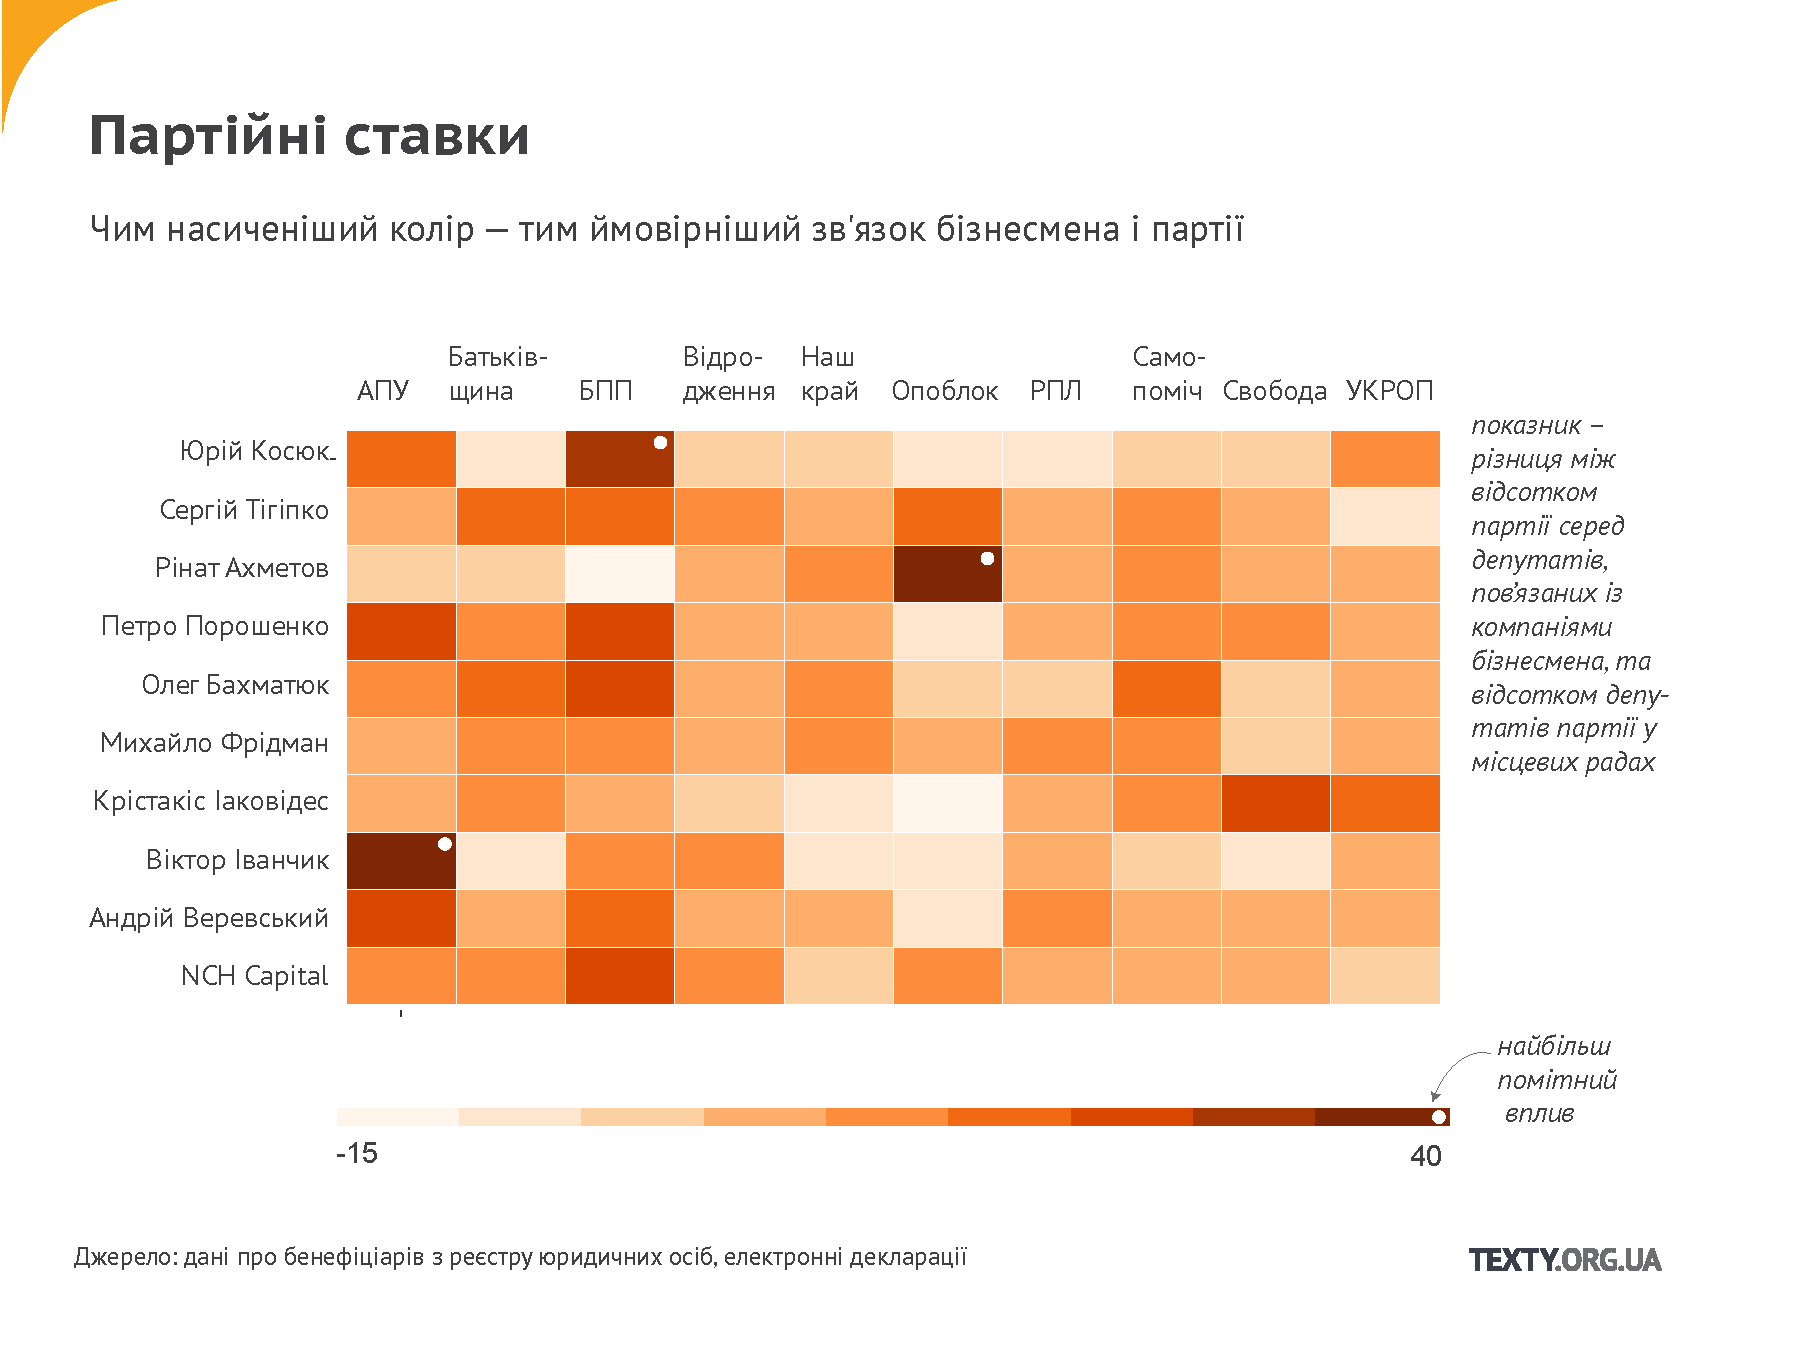 Партійні ставки
Чим насиченіший колір — тим ймовірніший зв'язок бізнесмена і партії
АПУ
Батьків-
щина
БПП
Відро-
дження
Наш
край
Опоблок
РПЛ
Само-
поміч
Свобода
УКРОП
Юрій Косюк
Сергій Тігіпко
Рінат Ахметов
Петро Порошенко
Олег Бахматюк
Михайло Фрідман
Крістакіс Іаковідес
Віктор Іванчик
Андрій Веревський
NCH Capital
показник –
різниця між
відсотком
партії серед
депутатів,
пов’язаних із
компаніями
бізнесмена, та
відсотком депу-
татів партії у
місцевих радах
найбільш
помітний
вплив
-15
40
Джерело: дані про бенефіціарів з реєстру юридичних осіб, електронні декларації
TEXTY.ORG.UA